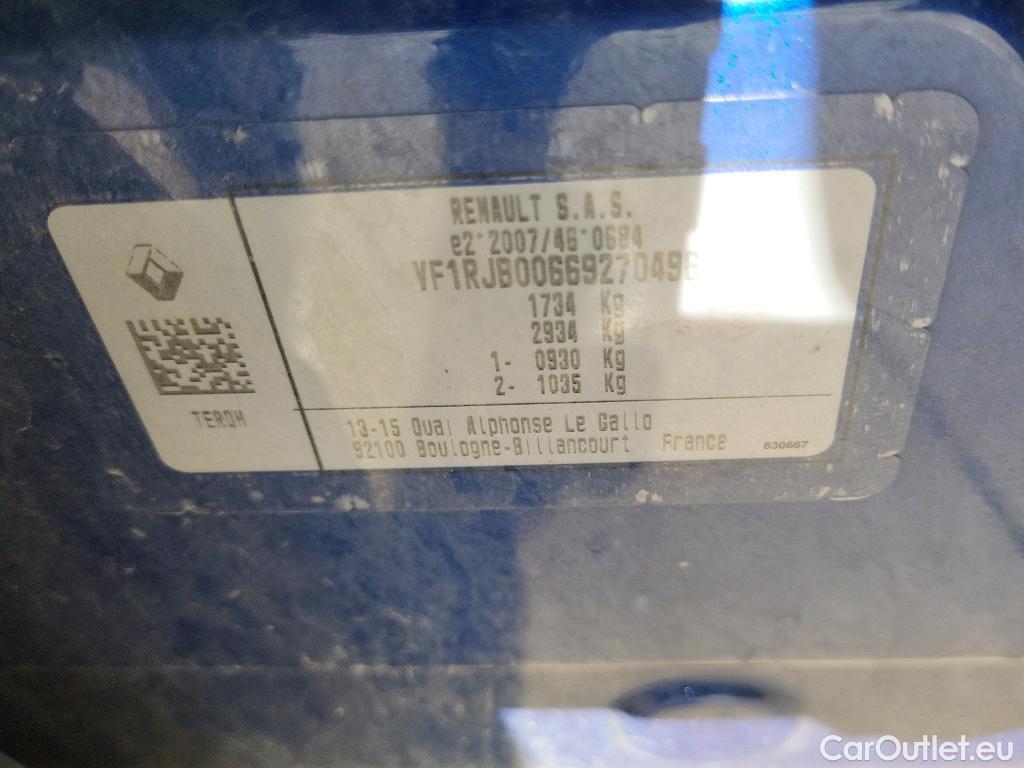 RENAULT S.A.S.
e2*2007/46*0684
VF1RJB00669270496
1734 Kg
2934 Kg
1- 0930 Kg
2- 1035 Kg
TEROH
13-15 Quai Alphonse Le Gallo
92100 Boulogne-Billancourt France
630667
CarOutlet.eu